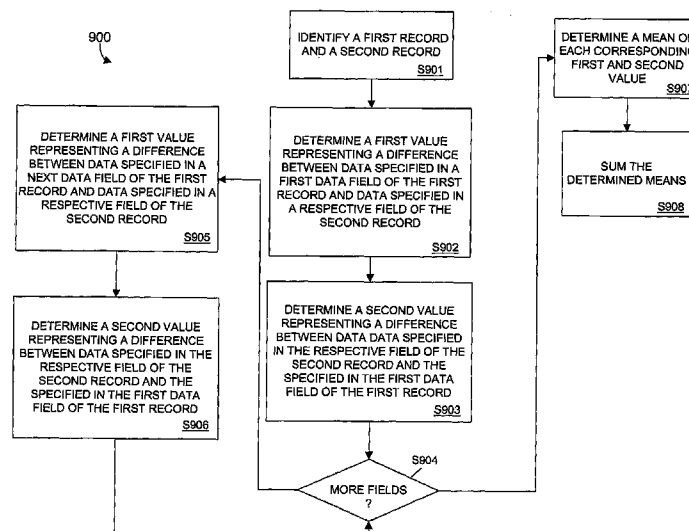 900
IDENTIFY A FIRST RECORD
AND A SECOND RECORD
S901
DETERMINE A FIRST VALUE
REPRESENTING A DIFFERENCE
BETWEEN DATA SPECIFIED IN A
FIRST DATA FIELD OF THE FIRST
RECORD AND DATA SPECIFIED IN
A RESPECTIVE FIELD OF THE
SECOND RECORD
S902
DETERMINE A SECOND VALUE
REPRESENTING A DIFFERENCE
BETWEEN DATA DATA SPECIFIED
IN THE RESPECTIVE FIELD OF THE
SECOND RECORD AND THE
SPECIFIED IN THE FIRST DATA
FIELD OF THE FIRST RECORD
S903
S904
MORE FIELDS
?
DETERMINE A FIRST VALUE
REPRESENTING A DIFFERENCE
BETWEEN DATA SPECIFIED IN A
NEXT DATA FIELD OF THE FIRST
RECORD AND DATA SPECIFIED IN A
RESPECTIVE FIELD OF THE
SECOND RECORD
S905
DETERMINE A SECOND VALUE
REPRESENTING A DIFFERENCE
BETWEEN DATA SPECIFIED IN THE
RESPECTIVE FIELD OF THE
SECOND RECORD AND THE
SPECIFIED IN THE FIRST DATA
FIELD OF THE FIRST RECORD
S906
DETERMINE A MEAN OF
EACH CORRESPONDING
FIRST AND SECOND
VALUE
S907
SUM THE
DETERMINED MEANS
S908